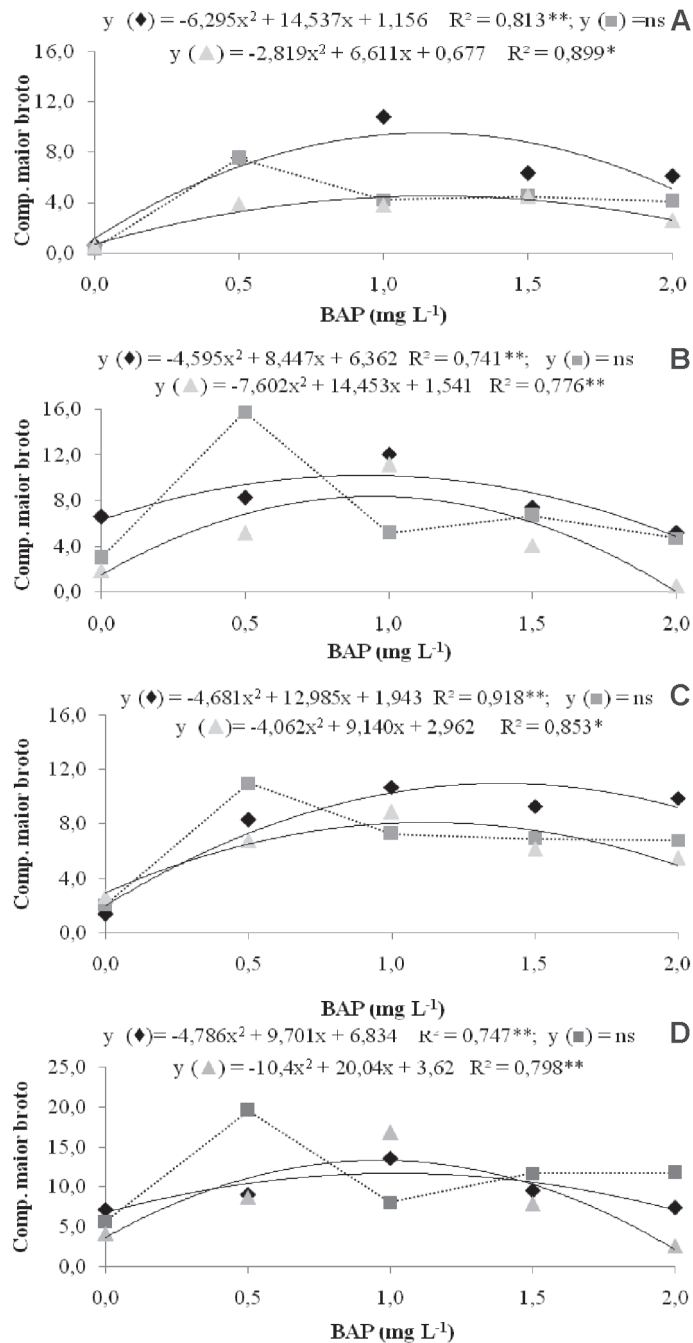 y (◆) = -6,295x² + 14,537x + 1,156 R² = 0,813**; y (■) =ns A
y (▲) = -2,819x² + 6,611x + 0,677 R² = 0,899*
Comp. maior broto
16,0
12,0
8,0
4,0
0,0
0,0 0,5 1,0 1,5 2,0
BAP (mg L⁻¹)
y (◆) = -4,595x² + 8,447x + 6,362 R² = 0,741**; y (■) = ns B
y (▲) = -7,602x² + 14,453x + 1,541 R² = 0,776**
Comp. maior broto
16,0
12,0
8,0
4,0
0,0
0,0 0,5 1,0 1,5 2,0
BAP (mg L⁻¹)
y (◆) = -4,681x² + 12,985x + 1,943 R² = 0,918**; y (■) = ns C
y (▲)= -4,062x² + 9,140x + 2,962 R² = 0,853*
Comp. maior broto
16,0
12,0
8,0
4,0
0,0
0,0 0,5 1,0 1,5 2,0
BAP (mg L⁻¹)
y (◆)= -4,786x² + 9,701x + 6,834 R² = 0,747**; y (■)= ns D
y (▲) = -10,4x² + 20,04x + 3,62 R² = 0,798**
Comp. maior broto
25,0
20,0
15,0
10,0
5,0
0,0
0,0 0,5 1,0 1,5 2,0
BAP (mg L⁻¹)